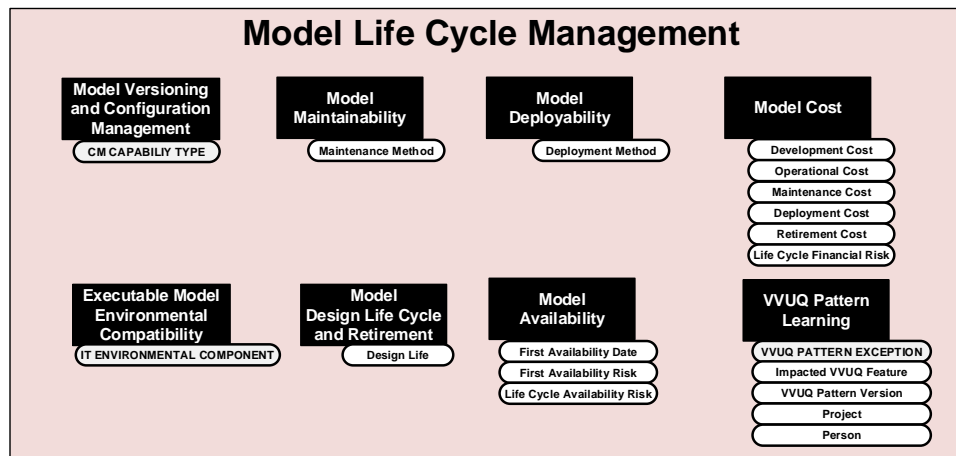 Model Life Cycle Management
Model Versioning
and Configuration
Management
CM CAPABILIY TYPE
Model
Maintainability
Maintenance Method
Model
Deployability
Deployment Method
Model Cost
Development Cost
Operational Cost
Maintenance Cost
Deployment Cost
Retirement Cost
Life Cycle Financial Risk
Executable Model
Environmental
Compatibility
IT ENVIRONMENTAL COMPONENT
Model
Design Life Cycle
and Retirement
Design Life
Model
Availability
First Availability Date
First Availability Risk
Life Cycle Availability Risk
VVUQ Pattern
Learning
VVUQ PATTERN EXCEPTION
Impacted VVUQ Feature
VVUQ Pattern Version
Project
Person